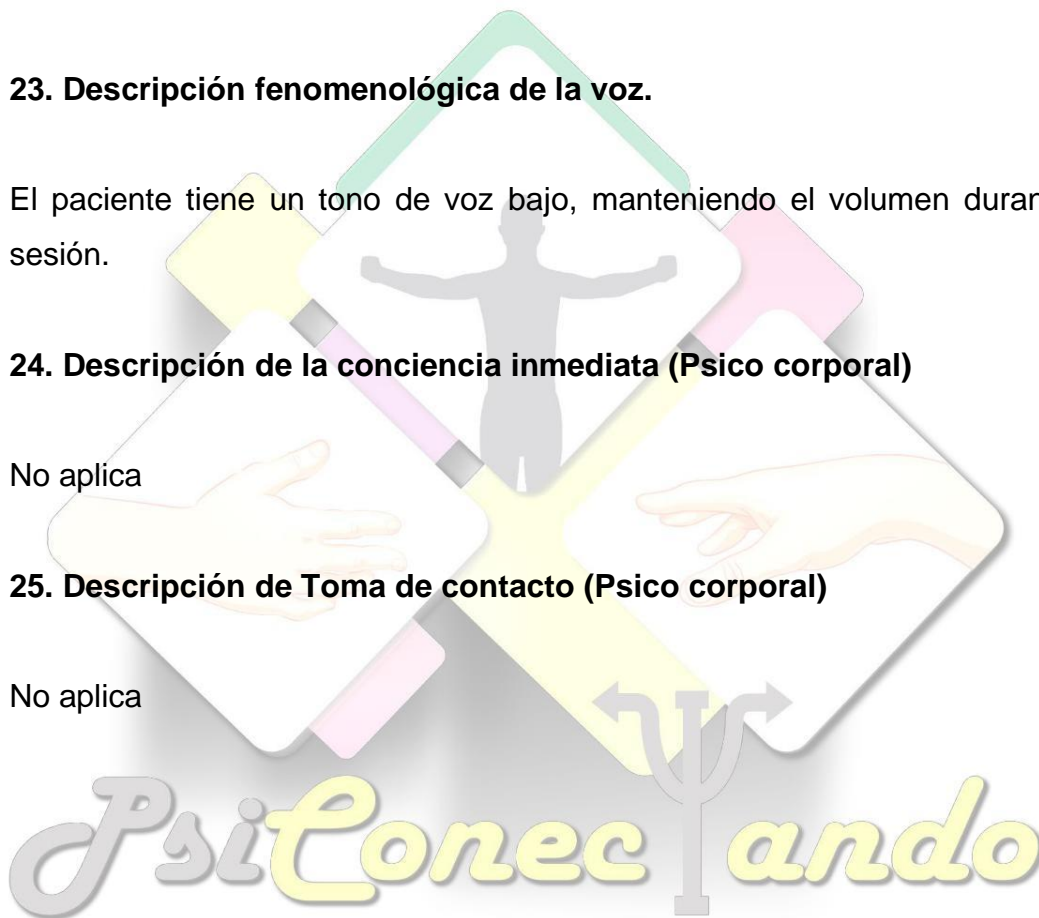 23. Descripción fenomenológica de la voz.
El paciente tiene un tono de voz bajo, manteniendo el volumen duran
sesión.
24. Descripción de la conciencia inmediata (Psico corporal)
No aplica
25. Descripción de Toma de contacto (Psico corporal)
No aplica
PsiConecΨando